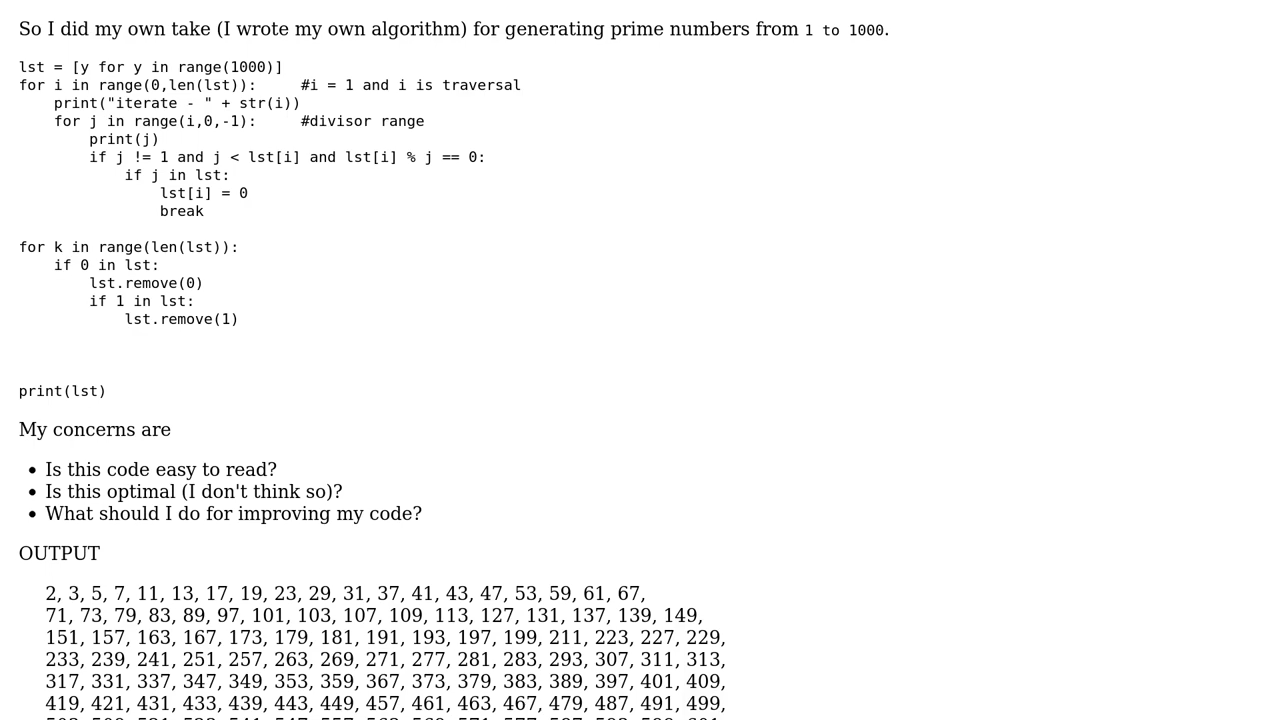 So I did my own take (I wrote my own algorithm) for generating prime numbers from 1 to 1000.
lst = [y for y in range(1000)]
for i in range(0,len(lst)):     #i = 1 and i is traversal
    print("iterate - " + str(i))
    for j in range(i,0,-1):     #divisor range
        print(j)
        if j != 1 and j < lst[i] and lst[i] % j == 0:
            if j in lst:
                lst[i] = 0
                break
for k in range(len(lst)):
    if 0 in lst:
        lst.remove(0)
        if 1 in lst:
            lst.remove(1)
print(lst)
My concerns are
• Is this code easy to read?
• Is this optimal (I don't think so)?
• What should I do for improving my code?
OUTPUT
2, 3, 5, 7, 11, 13, 17, 19, 23, 29, 31, 37, 41, 43, 47, 53, 59, 61, 67,
71, 73, 79, 83, 89, 97, 101, 103, 107, 109, 113, 127, 131, 137, 139, 149,
151, 157, 163, 167, 173, 179, 181, 191, 193, 197, 199, 211, 223, 227, 229,
233, 239, 241, 251, 257, 263, 269, 271, 277, 281, 283, 293, 307, 311, 313,
317, 331, 337, 347, 349, 353, 359, 367, 373, 379, 383, 389, 397, 401, 409,
419, 421, 431, 433, 439, 443, 449, 457, 461, 463, 467, 479, 487, 491, 499,